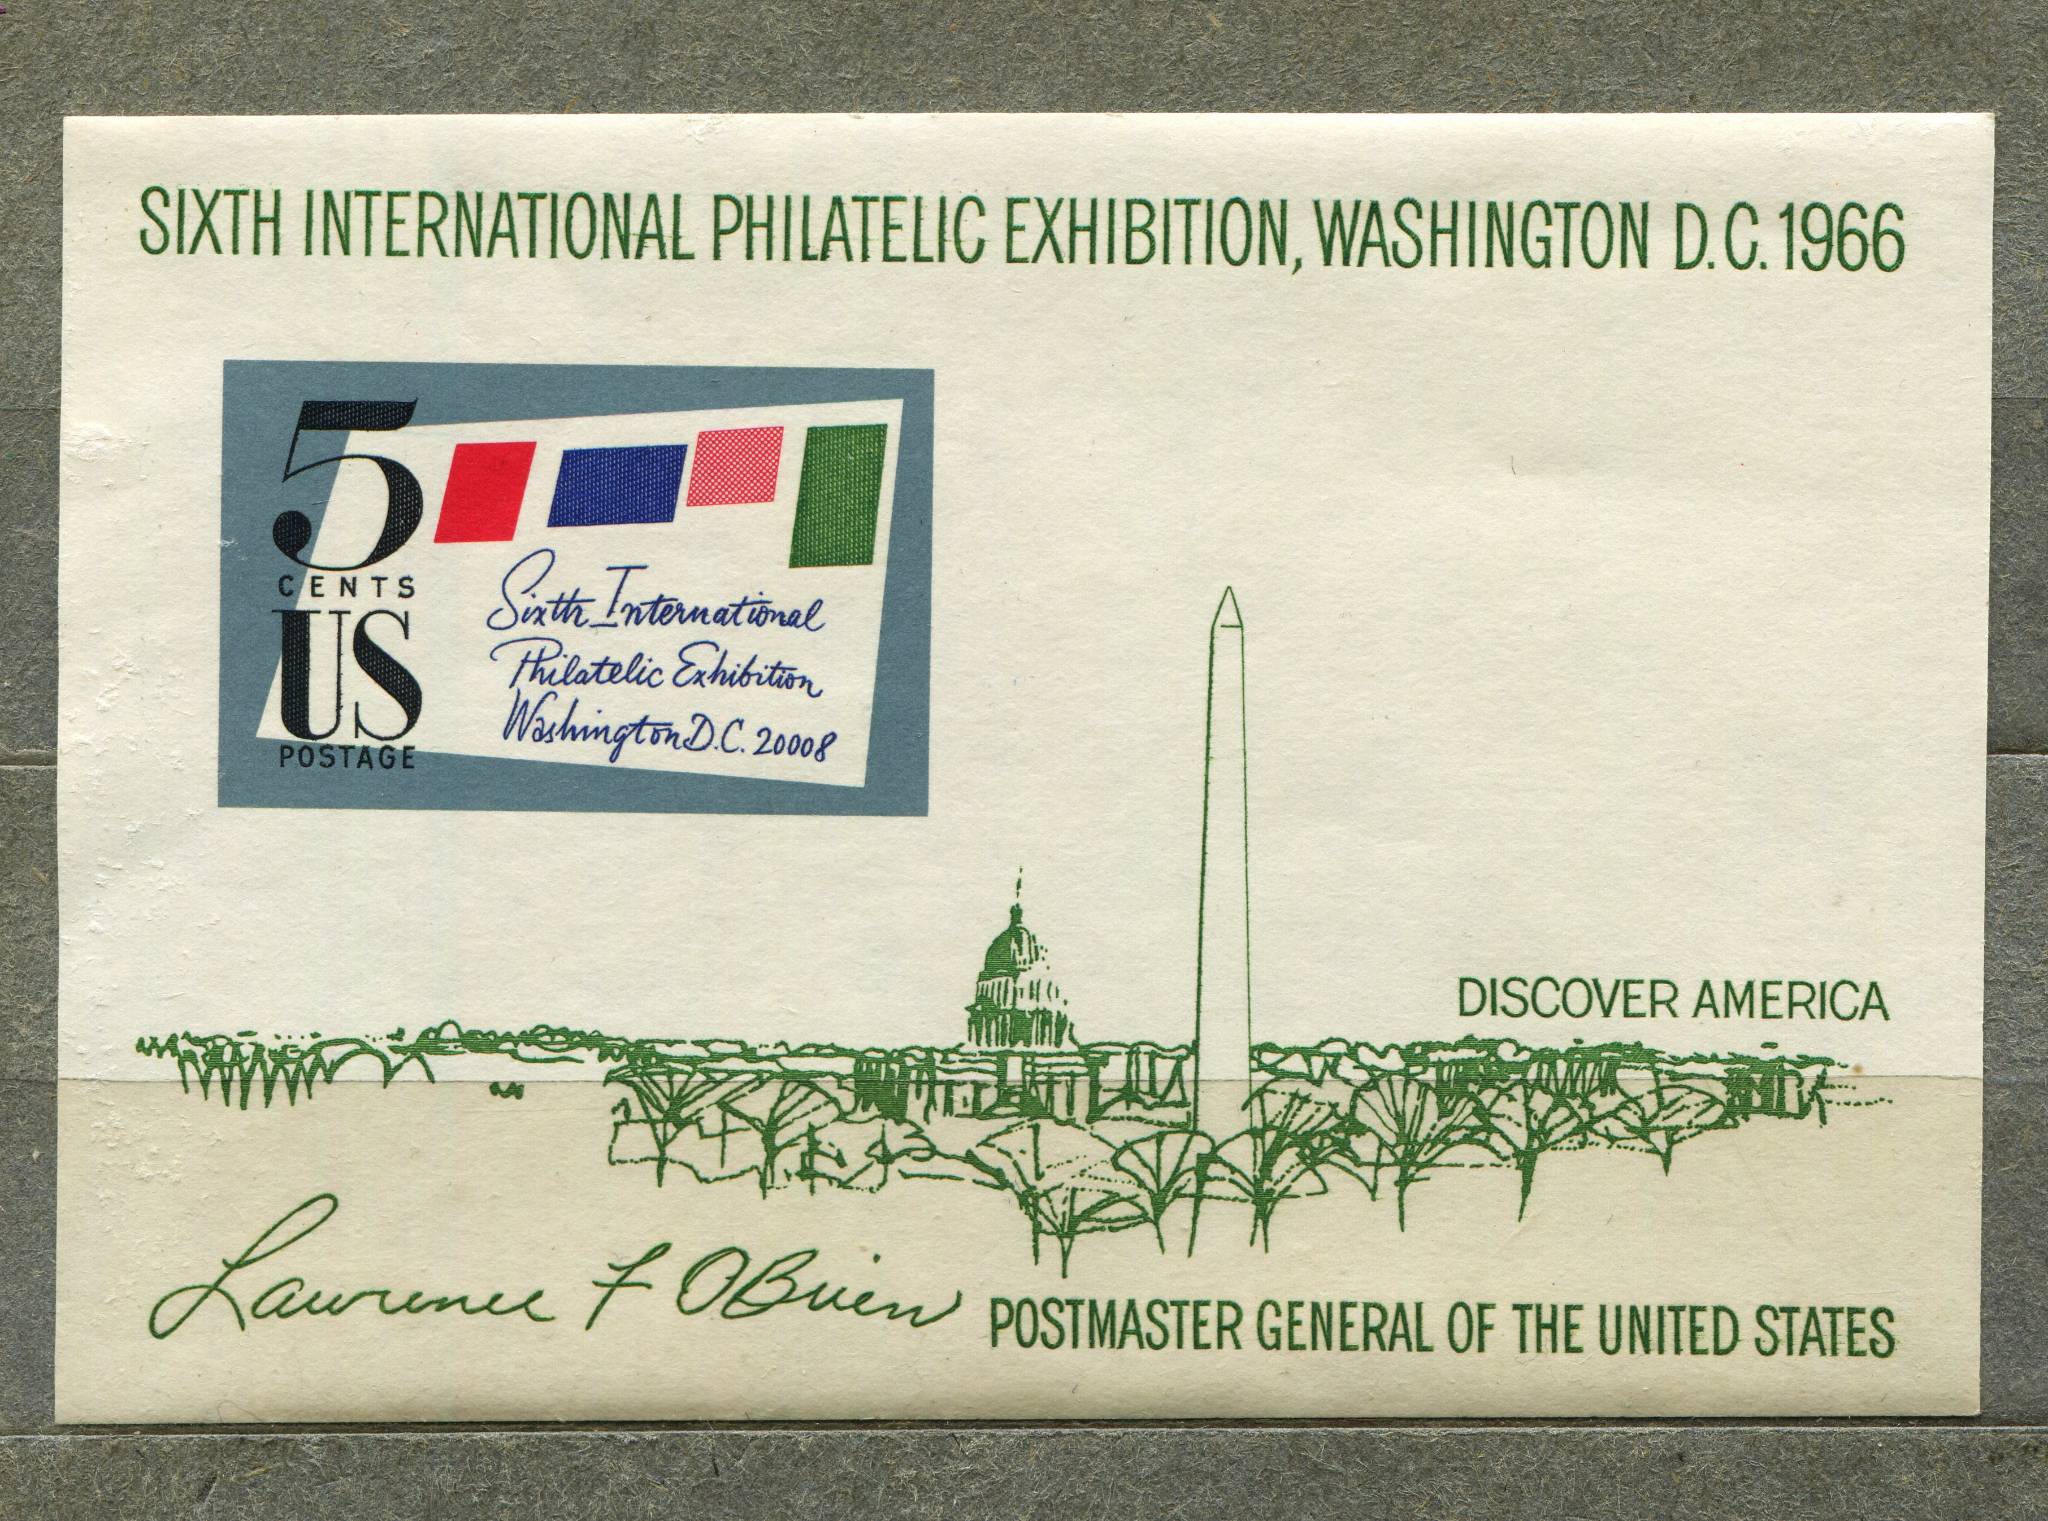 SIXTH INTERNATIONAL PHILATELIC EXHIBITION, WASHINGTON D.C. 1966
5
CENTS
US
POSTAGE
Sixth International
Philatelic Exhibition
Washington D.C. 20008
DISCOVER AMERICA
Lawrence F O'Brien
POSTMASTER GENERAL OF THE UNITED STATES